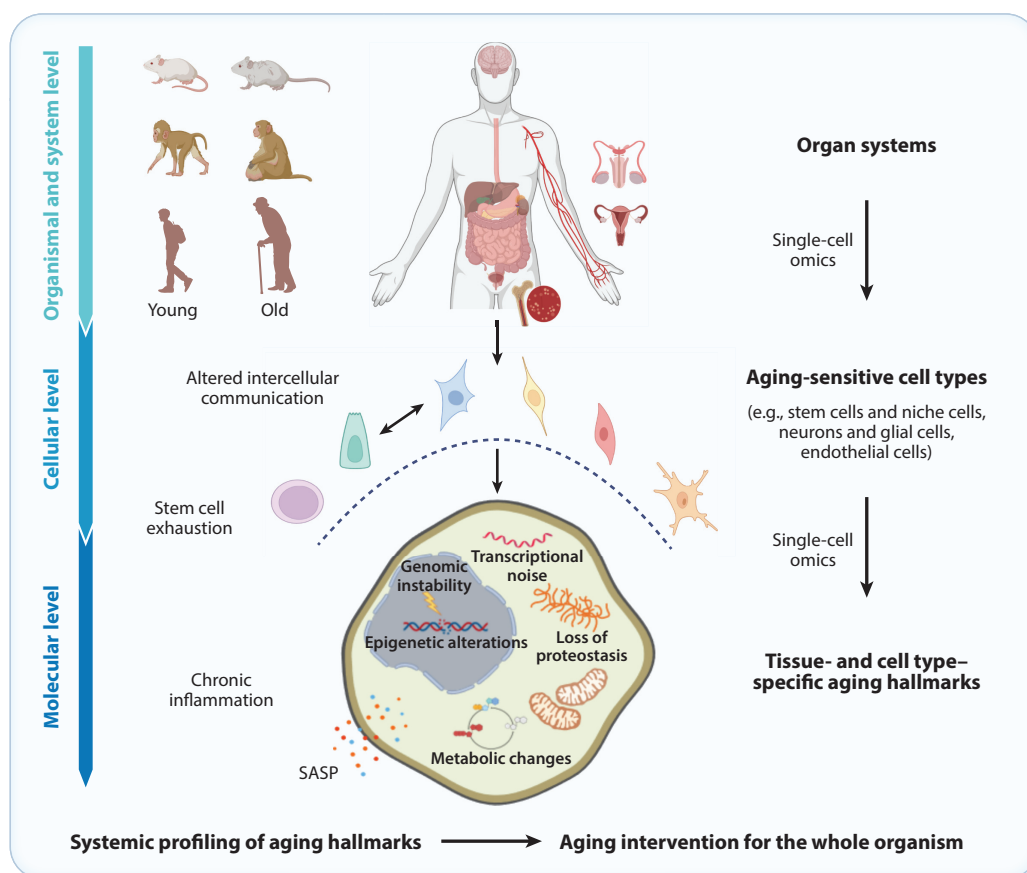 Organismal and system level
Young
Old
Organ systems
Single-cell
omics
Cellular level
Altered intercellular
communication
Stem cell
exhaustion
Aging-sensitive cell types
(e.g., stem cells and niche cells,
neurons and glial cells,
endothelial cells)
Single-cell
omics
Molecular level
Chronic
inflammation
SASP
Transcriptional
noise
Genomic
instability
Epigenetic alterations
Loss of
proteostasis
Metabolic changes
Tissue- and cell type–
specific aging hallmarks
Systemic profiling of aging hallmarks
Aging intervention for the whole organism